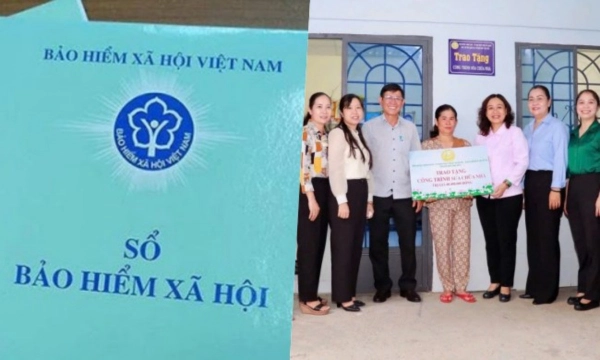 BẢO HIỂM XÃ HỘI VIỆT NAM
BẢO HIỂM XÃ HỘI VIỆT NAM
SỔ
BẢO HIỂM XÃ HỘI
Trao Tặng
TRAO TẶNG
CÔNG TRÌNH SỬA CHỮA NHÀ